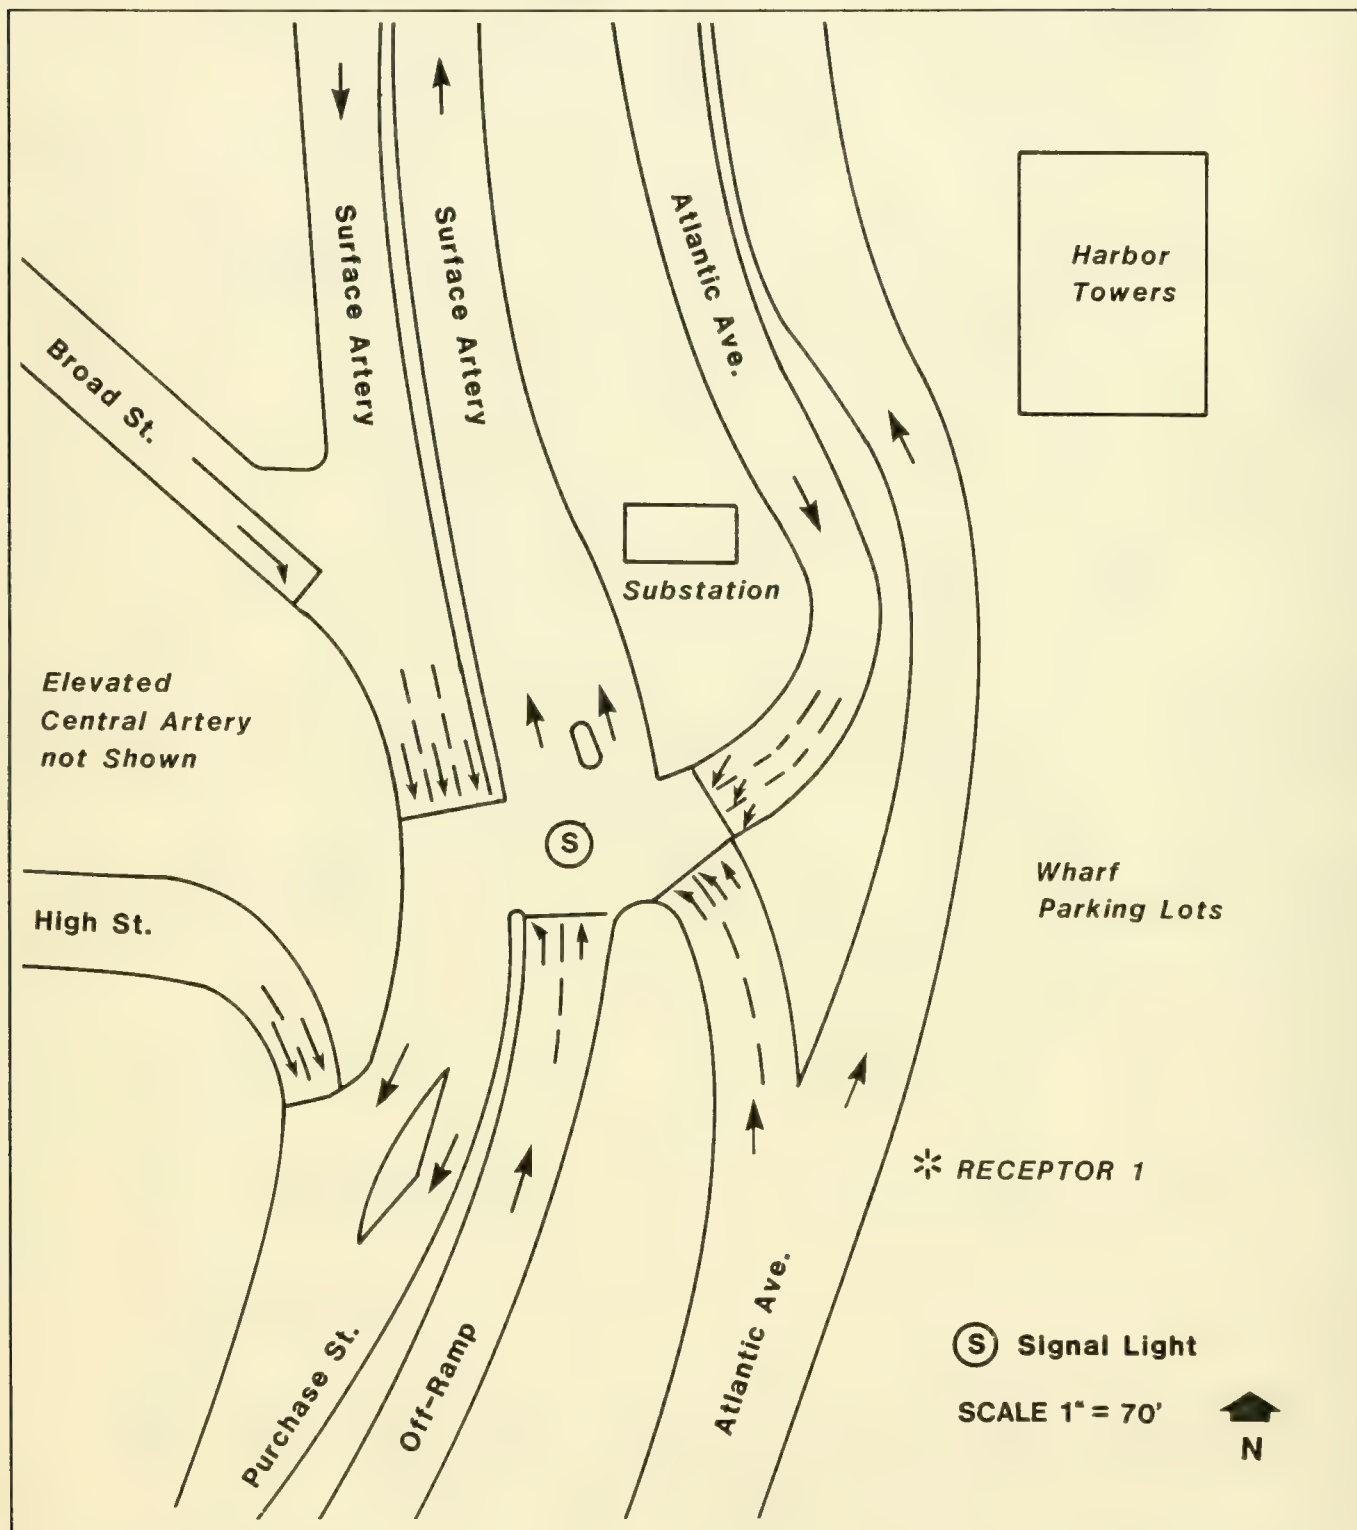 Surface Artery
Surface Artery
Atlantic Ave.
Harbor
Towers
Broad St.
Substation
Elevated
Central Artery
not Shown
S
Wharf
Parking Lots
High St.
RECEPTOR 1
Purchase St.
Off-Ramp
Atlantic Ave.
S Signal Light
SCALE 1" = 70'
N